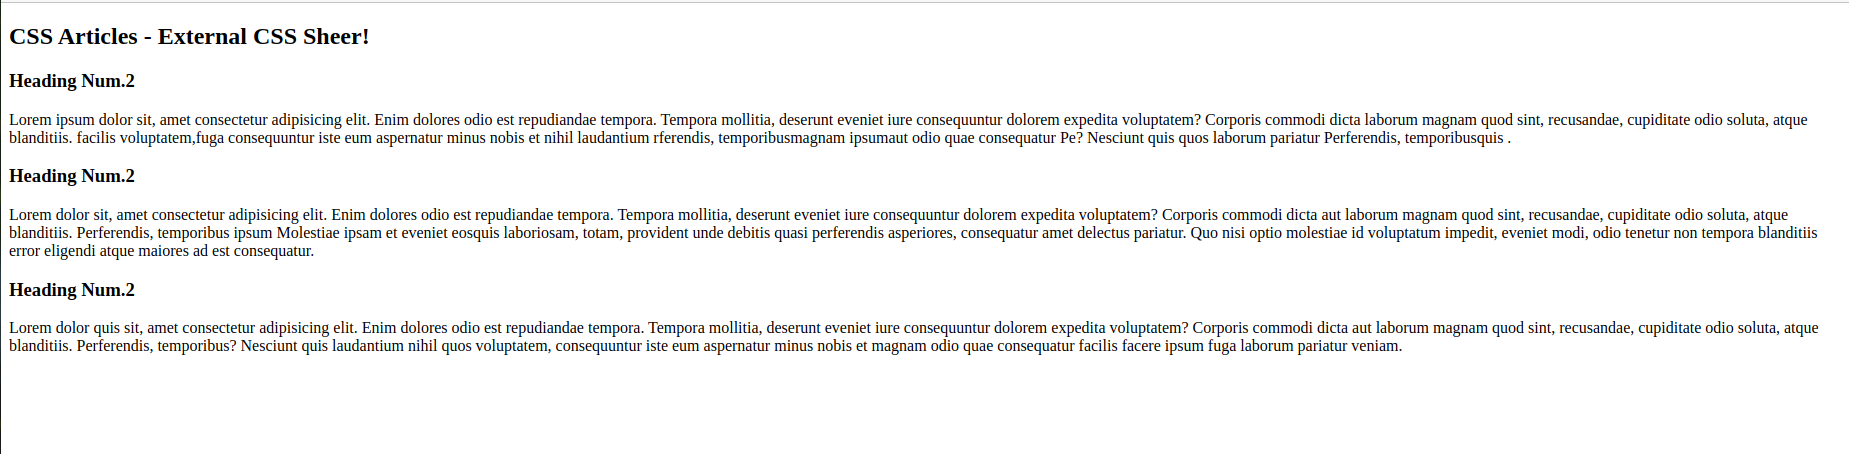 CSS Articles - External CSS Sheer!
Heading Num.2
Lorem ipsum dolor sit, amet consectetur adipisicing elit. Enim dolores odio est repudiandae tempora. Tempora mollitia, deserunt eveniet iure consequuntur dolorem expedita voluptatem? Corporis commodi dicta laborum magnam quod sint, recusandae, cupiditate odio soluta, atque
blanditiis. facilis voluptatem,fuga consequuntur iste eum aspernatur minus nobis et nihil laudantium rferendis, temporibusmagnam ipsumaut odio quae consequatur Pe? Nesciunt quis quos laborum pariatur Perferendis, temporibusquis .
Heading Num.2
Lorem dolor sit, amet consectetur adipisicing elit. Enim dolores odio est repudiandae tempora. Tempora mollitia, deserunt eveniet iure consequuntur dolorem expedita voluptatem? Corporis commodi dicta aut laborum magnam quod sint, recusandae, cupiditate odio soluta, atque
blanditiis. Perferendis, temporibus ipsum Molestiae ipsam et eveniet eosquis laboriosam, totam, provident unde debitis quasi perferendis asperiores, consequatur amet delectus pariatur. Quo nisi optio molestiae id voluptatum impedit, eveniet modi, odio tenetur non tempora blanditiis
error eligendi atque maiores ad est consequatur.
Heading Num.2
Lorem dolor quis sit, amet consectetur adipisicing elit. Enim dolores odio est repudiandae tempora. Tempora mollitia, deserunt eveniet iure consequuntur dolorem expedita voluptatem? Corporis commodi dicta aut laborum magnam quod sint, recusandae, cupiditate odio soluta, atque
blanditiis. Perferendis, temporibus? Nesciunt quis laudantium nihil quos voluptatem, consequuntur iste eum aspernatur minus nobis et magnam odio quae consequatur facilis facere ipsum fuga laborum pariatur veniam.